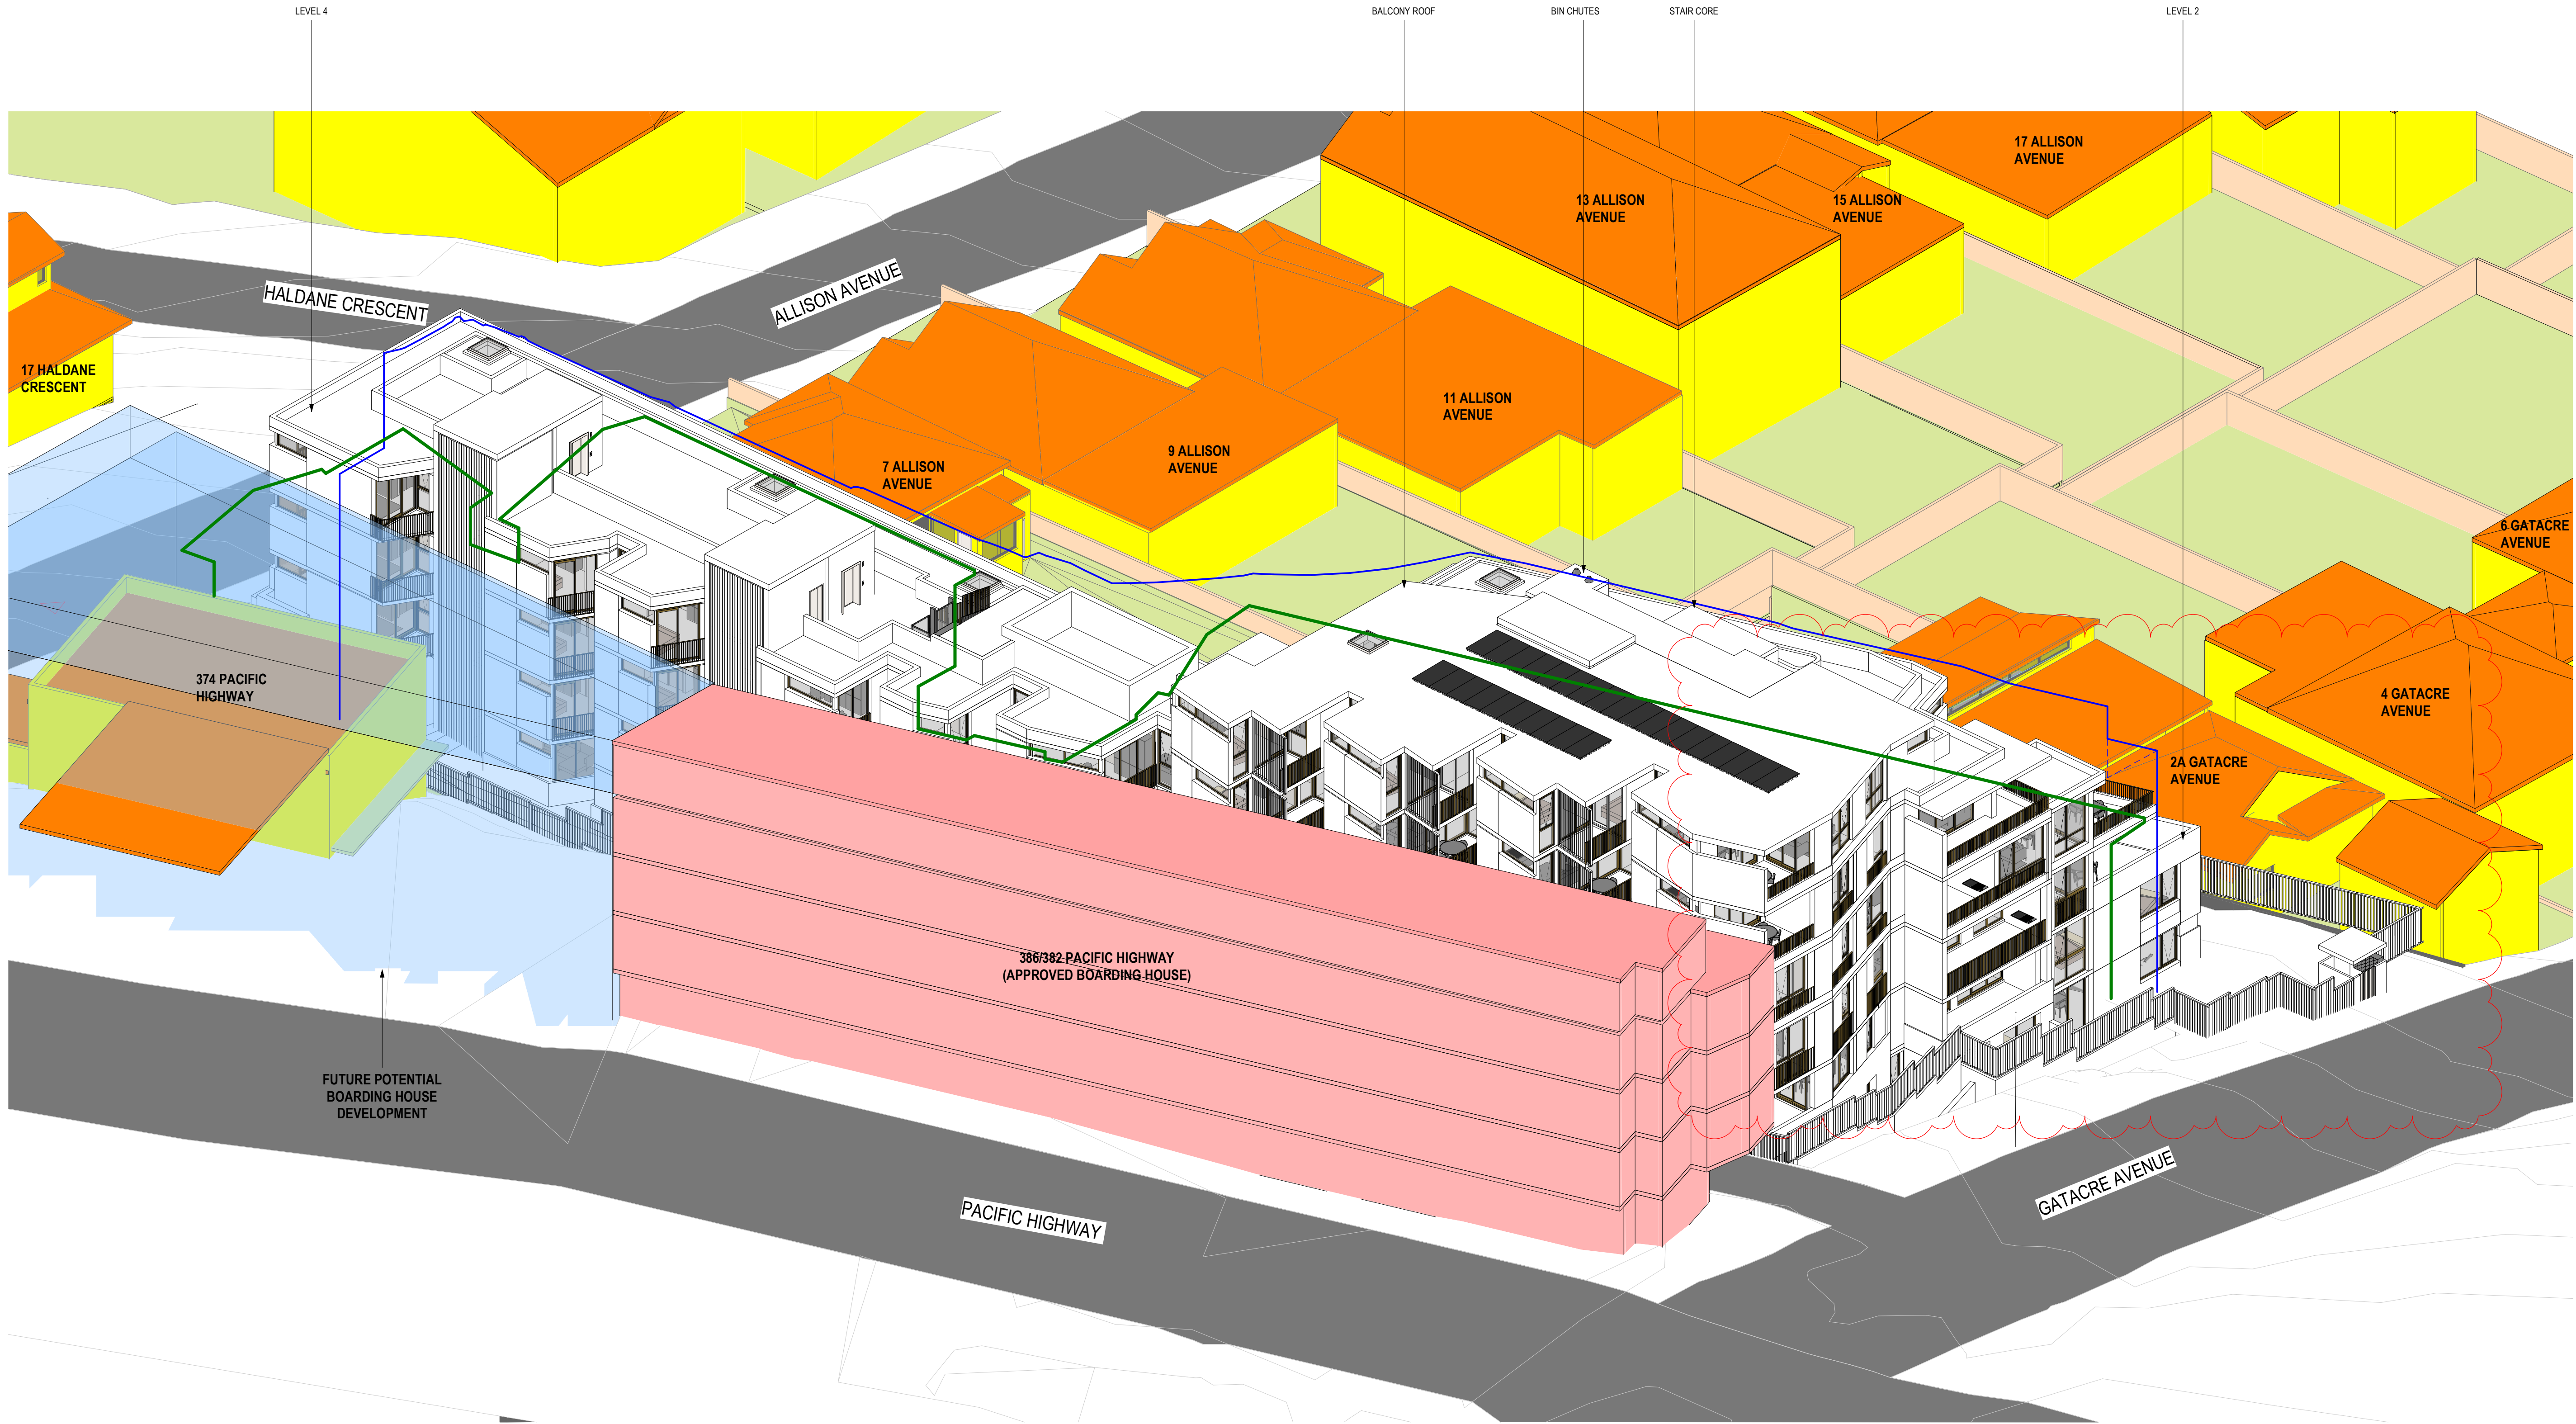 LEVEL 4
BALCONY ROOF
BIN CHUTES
STAIR CORE
LEVEL 2
17 ALLISON
AVENUE
13 ALLISON
AVENUE
15 ALLISON
AVENUE
HALDANE CRESCENT
ALLISON AVENUE
17 HALDANE
CRESCENT
11 ALLISON
AVENUE
9 ALLISON
AVENUE
7 ALLISON
AVENUE
6 GATACRE
AVENUE
374 PACIFIC
HIGHWAY
4 GATACRE
AVENUE
2A GATACRE
AVENUE
386/382 PACIFIC HIGHWAY
(APPROVED BOARDING HOUSE)
FUTURE POTENTIAL
BOARDING HOUSE
DEVELOPMENT
PACIFIC HIGHWAY
GATACRE AVENUE